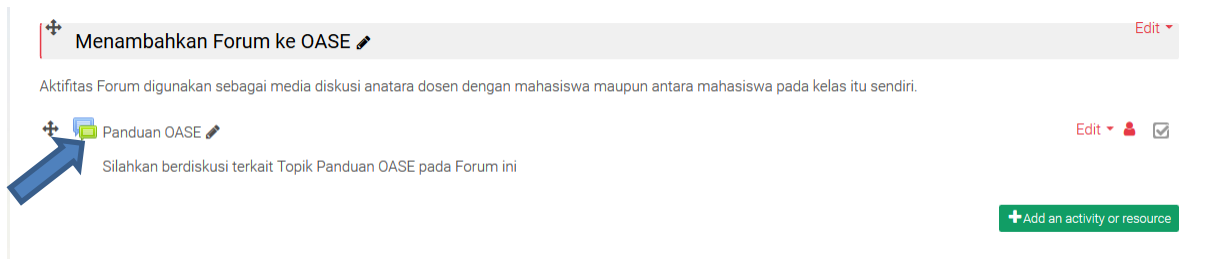 Edit
Menambahkan Forum ke OASE
Aktifitas Forum digunakan sebagai media diskusi anatara dosen dengan mahasiswa maupun antara mahasiswa pada kelas itu sendiri.
Panduan OASE
Edit
Silahkan berdiskusi terkait Topik Panduan OASE pada Forum ini
Add an activity or resource